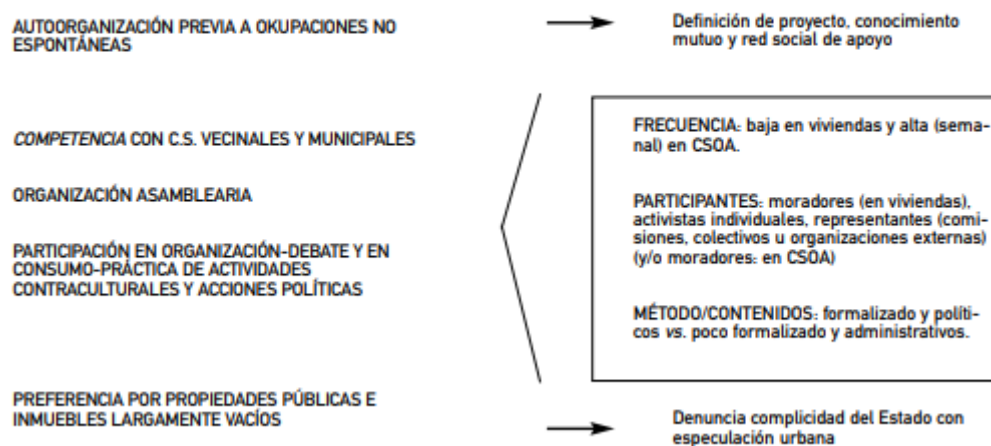 AUTOORGANIZACIÓN PREVIA A OKUPACIONES NO
ESPONTÁNEAS
Definición de proyecto, conocimiento
mutuo y red social de apoyo
COMPETENCIA CON C.S. VECINALES Y MUNICIPALES
ORGANIZACIÓN ASAMBLEARIA
PARTICIPACIÓN EN ORGANIZACIÓN-DEBATE Y EN
CONSUMO-PRÁCTICA DE ACTIVIDADES
CONTRACULTURALES Y ACCIONES POLÍTICAS
FRECUENCIA: baja en viviendas y alta (sema-
nal) en CSOA.
PARTICIPANTES: moradores (en viviendas),
activistas individuales, representantes (comi-
siones, colectivos u organizaciones externas)
(y/o moradores: en CSOA)
MÉTODO/CONTENIDOS: formalizado y políti-
cos vs. poco formalizado y administrativos.
PREFERENCIA POR PROPIEDADES PÚBLICAS E
INMUEBLES LARGAMENTE VACÍOS
Denuncia complicidad del Estado con
especulación urbana